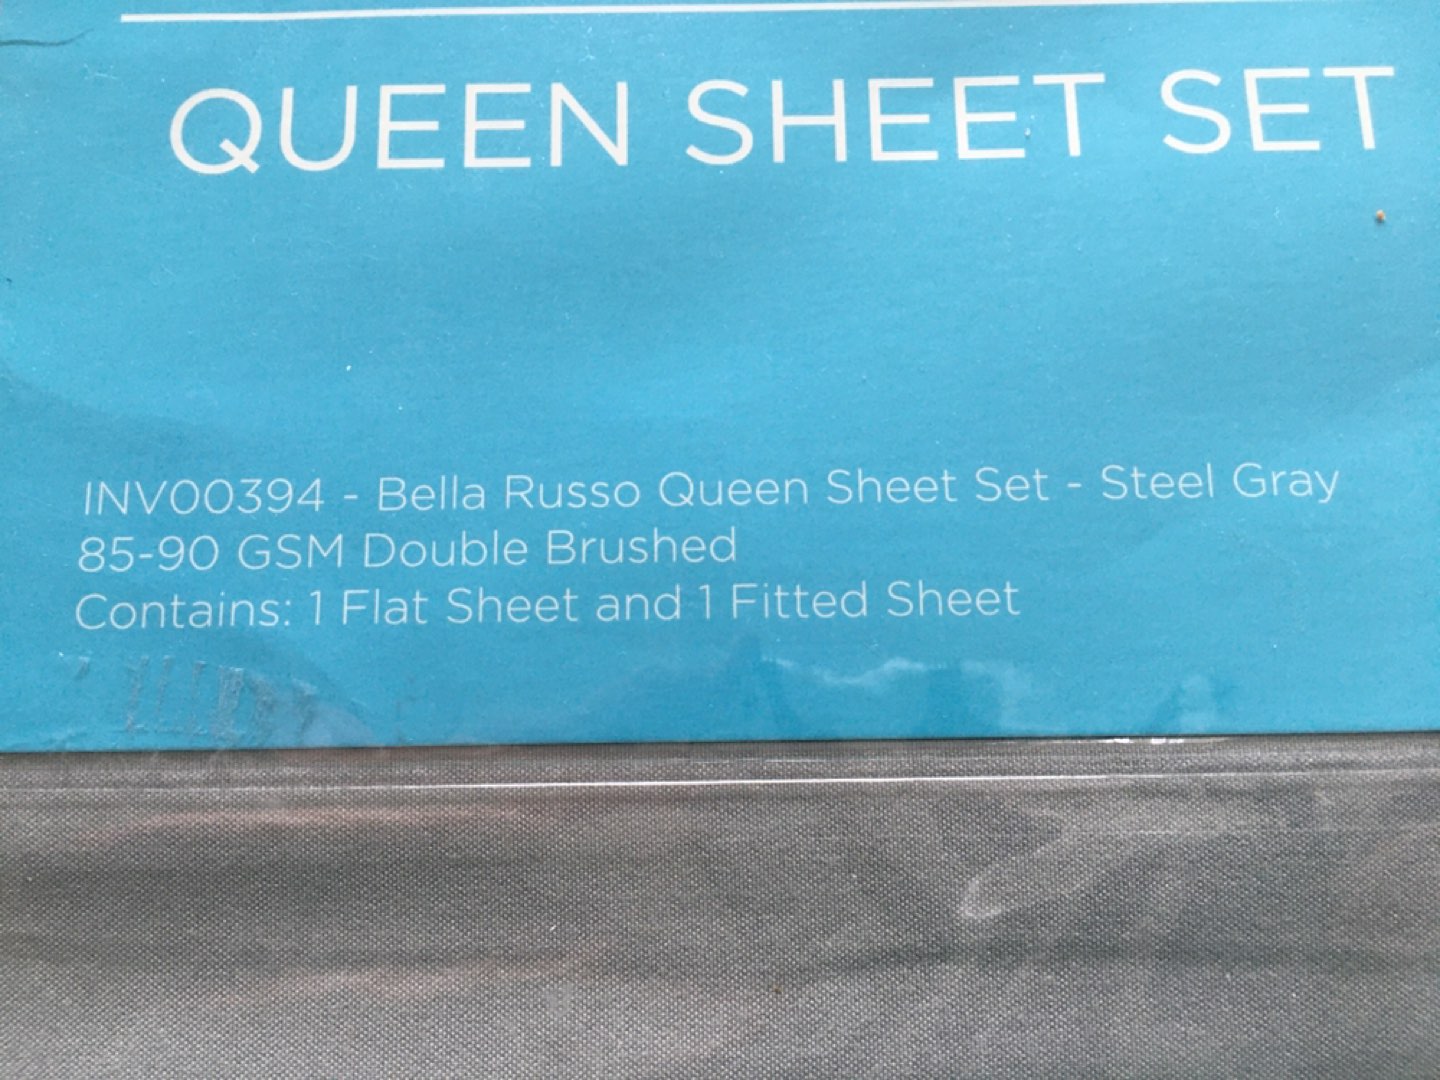 QUEEN SHEET SET
INV00394 - Bella Russo Queen Sheet Set - Steel Gray
85-90 GSM Double Brushed
Contains: 1 Flat Sheet and 1 Fitted Sheet